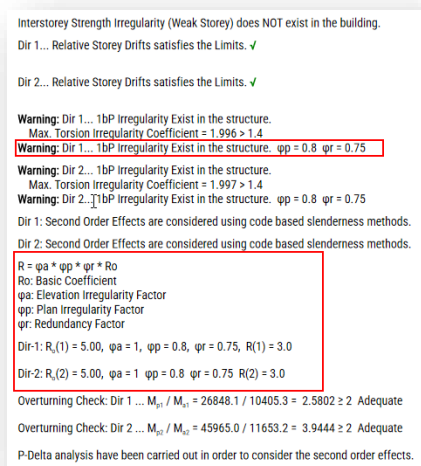 Interstorey Strength Irregularity (Weak Storey) does NOT exist in the building.
Dir 1... Relative Storey Drifts satisfies the Limits. √
Dir 2... Relative Storey Drifts satisfies the Limits. √
Warning: Dir 1... 1bP Irregularity Exist in the structure.
Max. Torsion Irregularity Coefficient = 1.996 > 1.4
Warning: Dir 1... 1bP Irregularity Exist in the structure. φp = 0.8 φr = 0.75
Warning: Dir 2... 1bP Irregularity Exist in the structure.
Max. Torsion Irregularity Coefficient = 1.997 > 1.4
Warning: Dir 2... 1bP Irregularity Exist in the structure. φp = 0.8 φr = 0.75
Dir 1: Second Order Effects are considered using code based slenderness methods.
Dir 2: Second Order Effects are considered using code based slenderness methods.
R = φa * φp * φr * Ro
Ro: Basic Coefficient
φa: Elevation Irregularity Factor
φp: Plan Irregularity Factor
φr: Redundancy Factor
Dir-1: Rₒ(1) = 5.00, φa = 1, φp = 0.8, φr = 0.75, R(1) = 3.0
Dir-2: Rₒ(2) = 5.00, φa = 1 φp = 0.8 φr = 0.75 R(2) = 3.0
Overturning Check: Dir 1 ... Mp1 / Ma1 = 26848.1 / 10405.3 = 2.5802 ≥ 2 Adequate
Overturning Check: Dir 2 ... Mp2 / Ma2 = 45965.0 / 11653.2 = 3.9444 ≥ 2 Adequate
P-Delta analysis have been carried out in order to consider the second order effects.